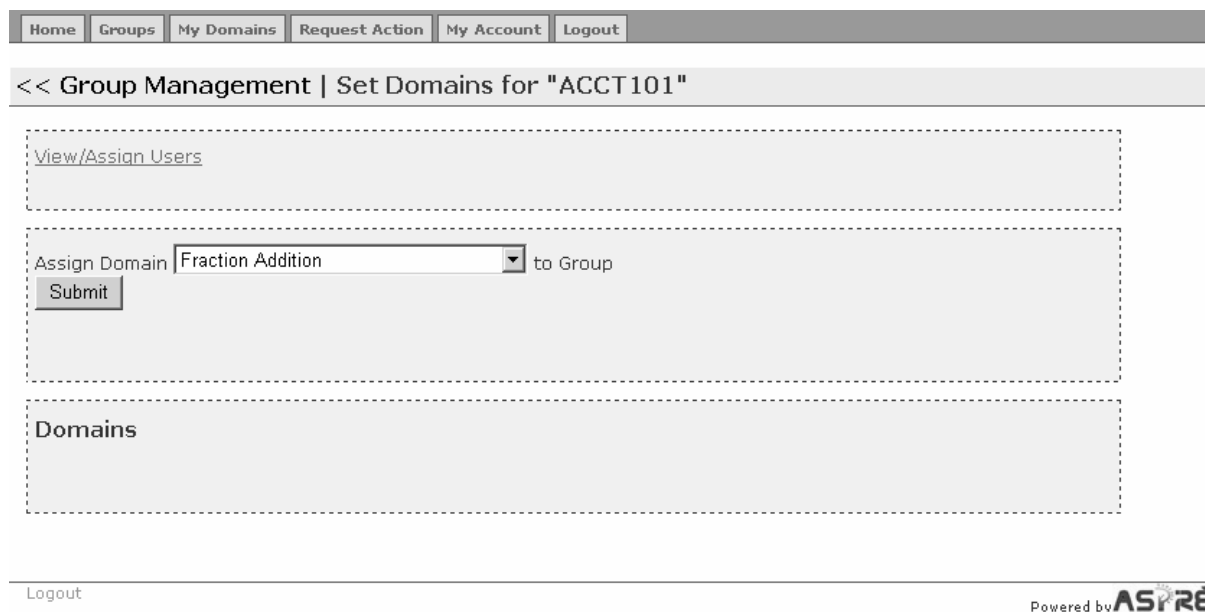 Home Groups My Domains Request Action My Account Logout
<< Group Management | Set Domains for "ACCT101"
View/Assign Users
Assign Domain Fraction Addition to Group
Submit
Domains
Logout
Powered by ASPRÉ